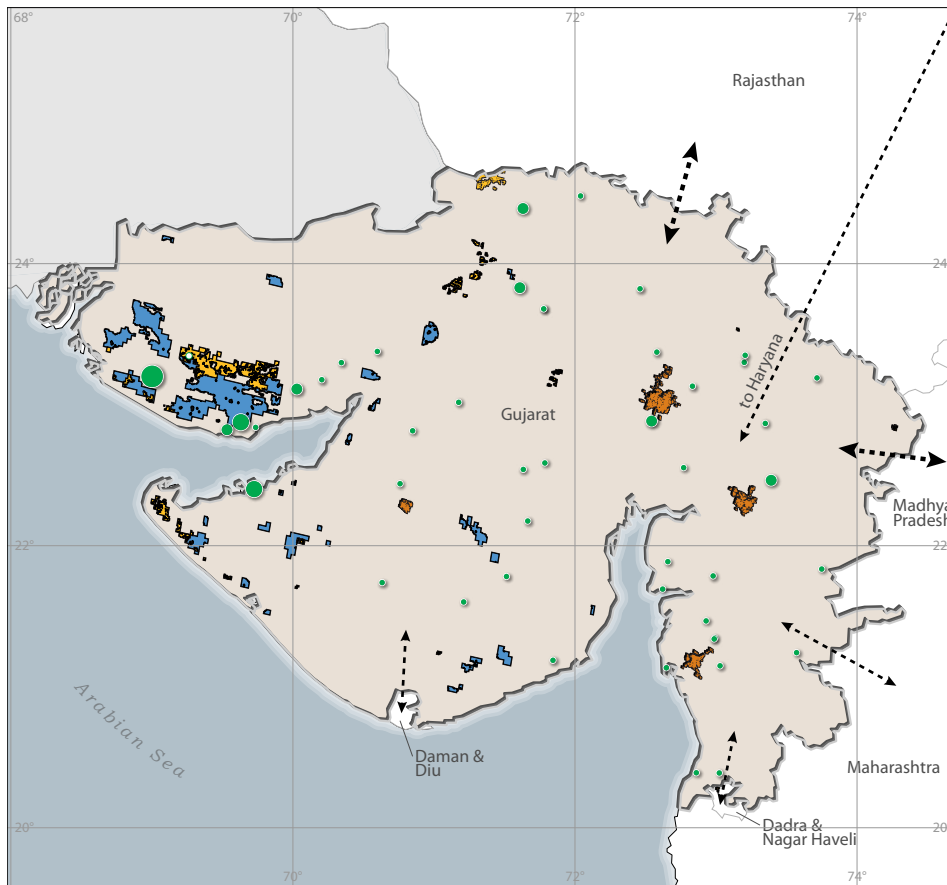 68°
70°
72°
74°
Rajasthan
24°
24
to Haryana
Gujarat
Madhya
Pradesh
22°
22
Arabian Sea
Daman &
Diu
Maharashtra
20°
Dadra &
Nagar Haveli
20
70°
72°
74°